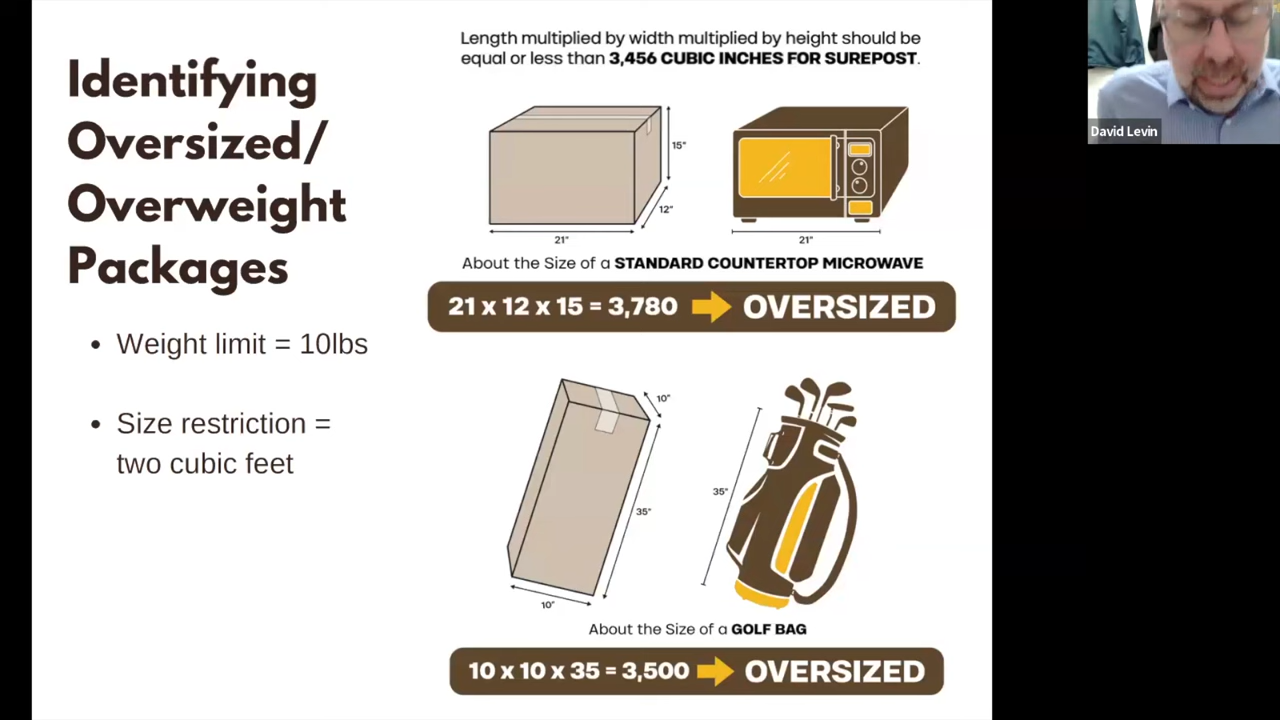 Identifying
Oversized/
Overweight
Packages
• Weight limit = 10lbs
• Size restriction =
two cubic feet
Length multiplied by width multiplied by height should be
equal or less than 3,456 CUBIC INCHES FOR SUREPOST.
15"
12"
21"
21"
About the Size of a STANDARD COUNTERTOP MICROWAVE
21 x 12 x 15 = 3,780 OVERSIZED
10"
35"
10"
35"
About the Size of a GOLF BAG
10 x 10 x 35 = 3,500 OVERSIZED
David Levin